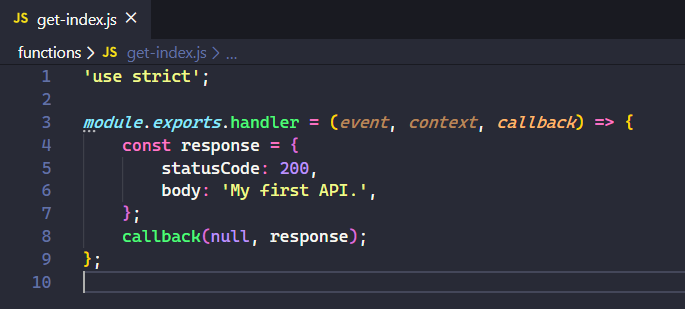 JS get-index.js ×
functions > JS get-index.js > ...
1 'use strict';
2
3 module.exports.handler = (event, context, callback) => {
4     const response = {
5         statusCode: 200,
6         body: 'My first API.',
7     };
8     callback(null, response);
9 };
10